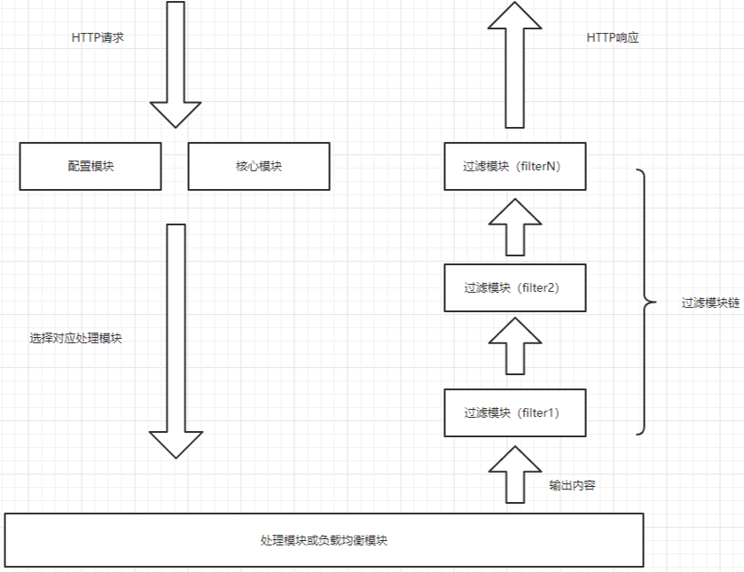 HTTP请求
HTTP响应
配置模块
核心模块
过滤模块（filterN）
过滤模块（filter2）
过滤模块链
选择对应处理模块
过滤模块（filter1）
输出内容
处理模块或负载均衡模块